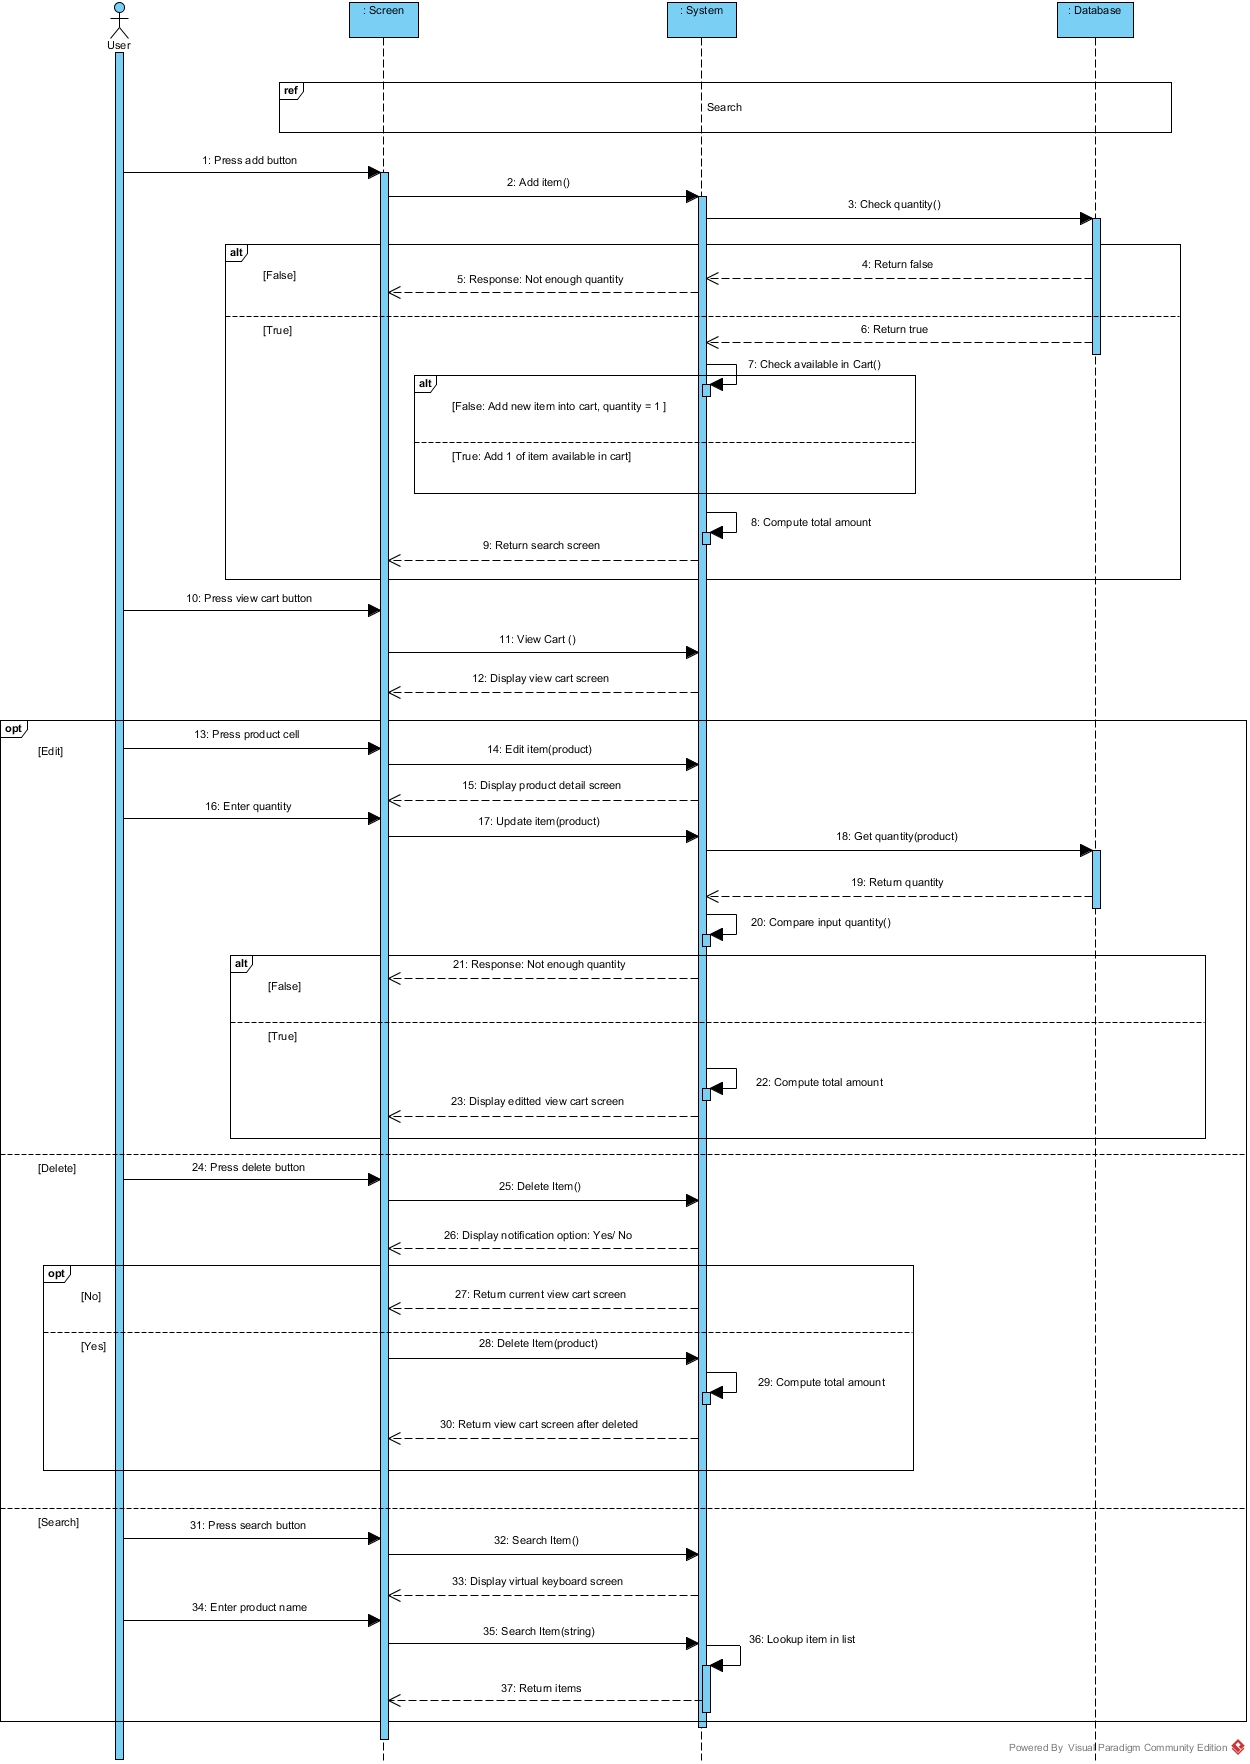 : Screen
: System
: Database
User
ref
Search
1: Press add button
2: Add item()
3: Check quantity()
alt
[False]
4: Return false
5: Response: Not enough quantity
[True]
6: Return true
7: Check available in Cart()
alt
[False: Add new item into cart, quantity = 1 ]
[True: Add 1 of item available in cart]
8: Compute total amount
9: Return search screen
10: Press view cart button
11: View Cart ()
12: Display view cart screen
opt
[Edit]
13: Press product cell
14: Edit item(product)
15: Display product detail screen
16: Enter quantity
17: Update item(product)
18: Get quantity(product)
19: Return quantity
20: Compare input quantity()
alt
21: Response: Not enough quantity
[False]
[True]
22: Compute total amount
23: Display editted view cart screen
[Delete]
24: Press delete button
25: Delete Item()
26: Display notification option: Yes/ No
opt
[No]
27: Return current view cart screen
[Yes]
28: Delete Item(product)
29: Compute total amount
30: Return view cart screen after deleted
[Search]
31: Press search button
32: Search Item()
33: Display virtual keyboard screen
34: Enter product name
35: Search Item(string)
36: Lookup item in list
37: Return items
Powered By Visual Paradigm Community Edition